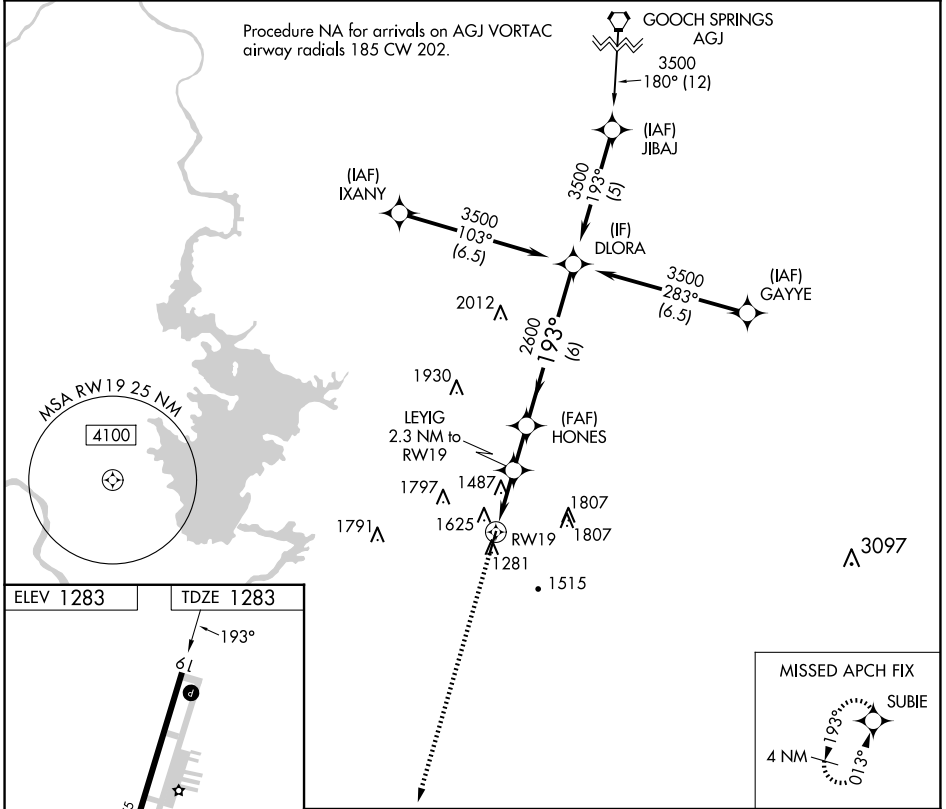 Procedure NA for arrivals on AGJ VORTAC
airway radials 185 CW 202.
GOOCH SPRINGS
AGJ
3500
180° (12)
(IAF)
JIBAJ
3500
193°
(5)
(IAF)
IXANY
3500
103°
(6.5)
(IF)
DLORA
3500
283°
(6.5)
(IAF)
GAYYE
2012
2600
193°
(6)
1930
MSA RW19 25 NM
4100
LEYIG
2.3 NM to
RW19
(FAF)
HONES
1487
1797
1625
1807
1807
1791
RW19
1281
3097
1515
ELEV 1283
TDZE 1283
193°
19
P
MISSED APCH FIX
SUBIE
193°
4 NM
013°